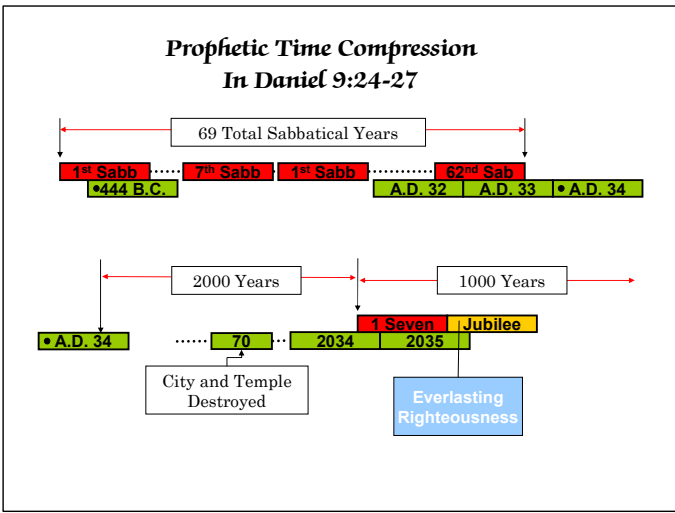 Prophetic Time Compression
In Daniel 9:24-27
69 Total Sabbatical Years
1st Sabb ...... 7th Sabb .. 1st Sabb ............ 62nd Sab
•444 B.C. A.D. 32 A.D. 33 • A.D. 34
2000 Years 1000 Years
1 Seven Jubilee
• A.D. 34 ...... 70 ... 2034 2035
City and Temple
Destroyed
Everlasting
Righteousness